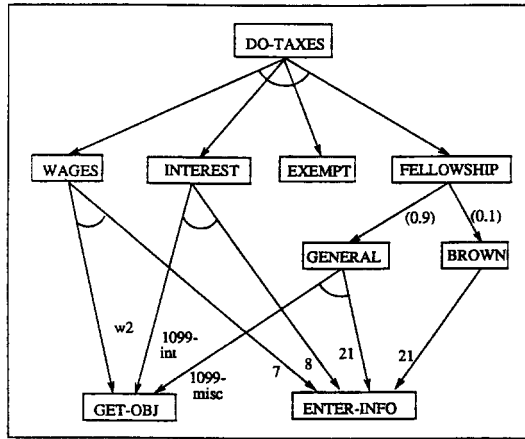 DO-TAXES
WAGES
INTEREST
EXEMPT
FELLOWSHIP
(0.9)
(0.1)
GENERAL
BROWN
w2
1099-
int
1099-
misc
7
8
21
21
GET-OBJ
ENTER-INFO